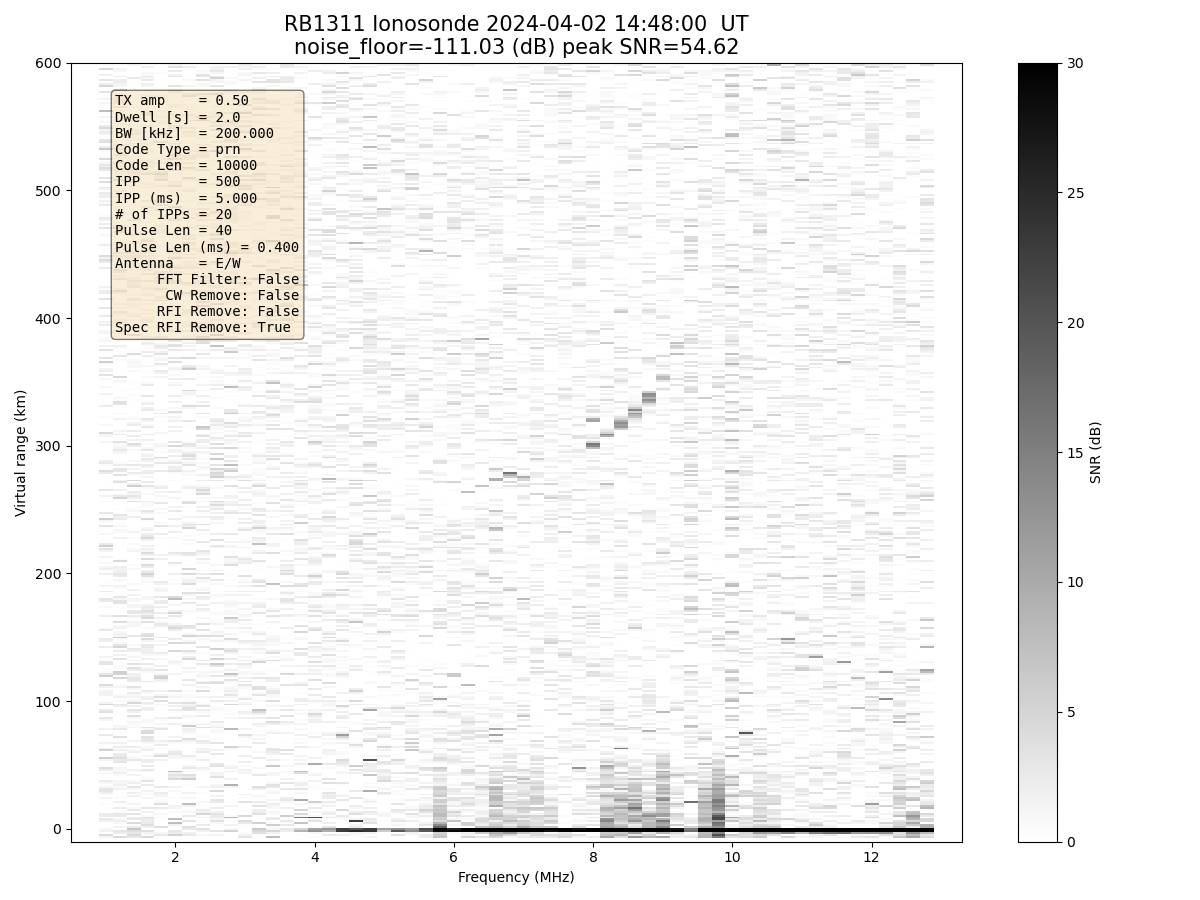 RB1311 Ionosonde 2024-04-02 14:48:00  UT
noise_floor=-111.03 (dB) peak SNR=54.62
TX amp    = 0.50
Dwell [s] = 2.0
BW [kHz]  = 200.000
Code Type = prn
Code Len  = 10000
IPP       = 500
IPP (ms)  = 5.000
# of IPPs = 20
Pulse Len = 40
Pulse Len (ms) = 0.400
Antenna   = E/W
FFT Filter: False
CW Remove: False
RFI Remove: False
Spec RFI Remove: True
600
500
400
300
200
100
0
Virtual range (km)
2
4
6
8
10
12
Frequency (MHz)
30
25
20
15
10
5
0
SNR (dB)